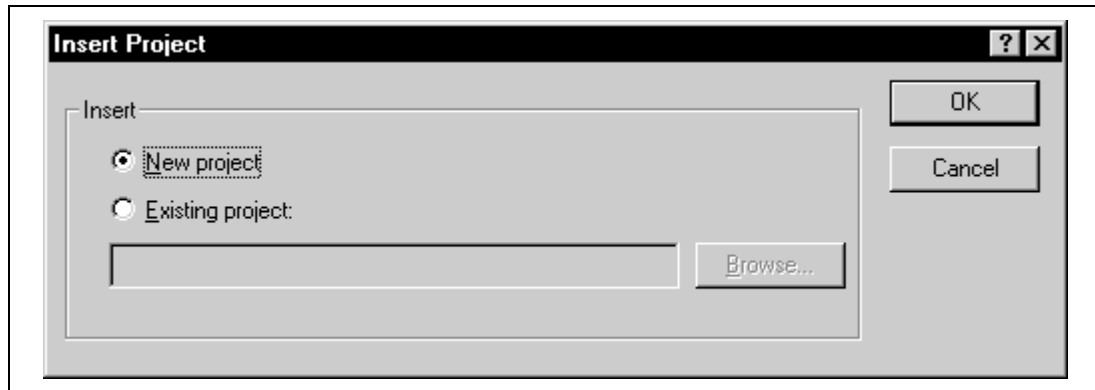 Insert Project
Insert
New project
Existing project:
Browse...
OK
Cancel